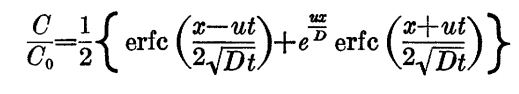 C/C₀=1/2{ erfc ((x−ut)/(2√Dt))+e^(ux/D) erfc ((x+ut)/(2√Dt))}